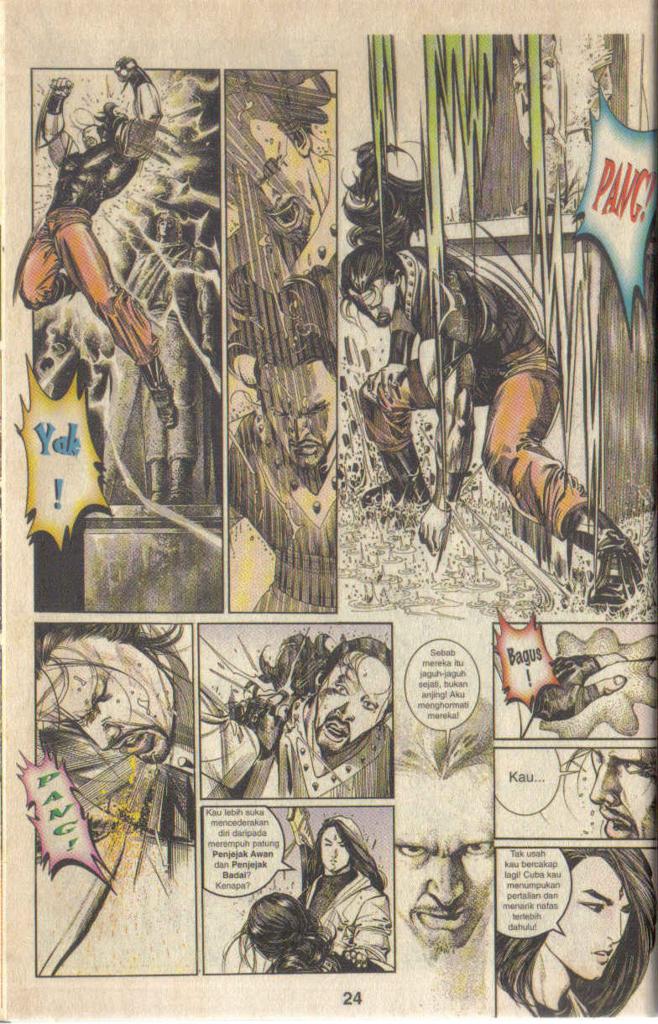 Yak
!
PANG!
PANG!
Kau lebih suka
mencederakan
diri daripada
merempuh patung
Penjejak Awan
dan Penjejak
Badai?
Kenapa?
Sebab
mereka itu
jaguh-jaguh
sejati, bukan
anjing! Aku
menghormati
mereka!
Bagus
!
Kau...
Tak usah
kau bercakap
lagi! Cuba kau
menumpukan
pertalian dan
menarik nafas
terlebih
dahulu!
24